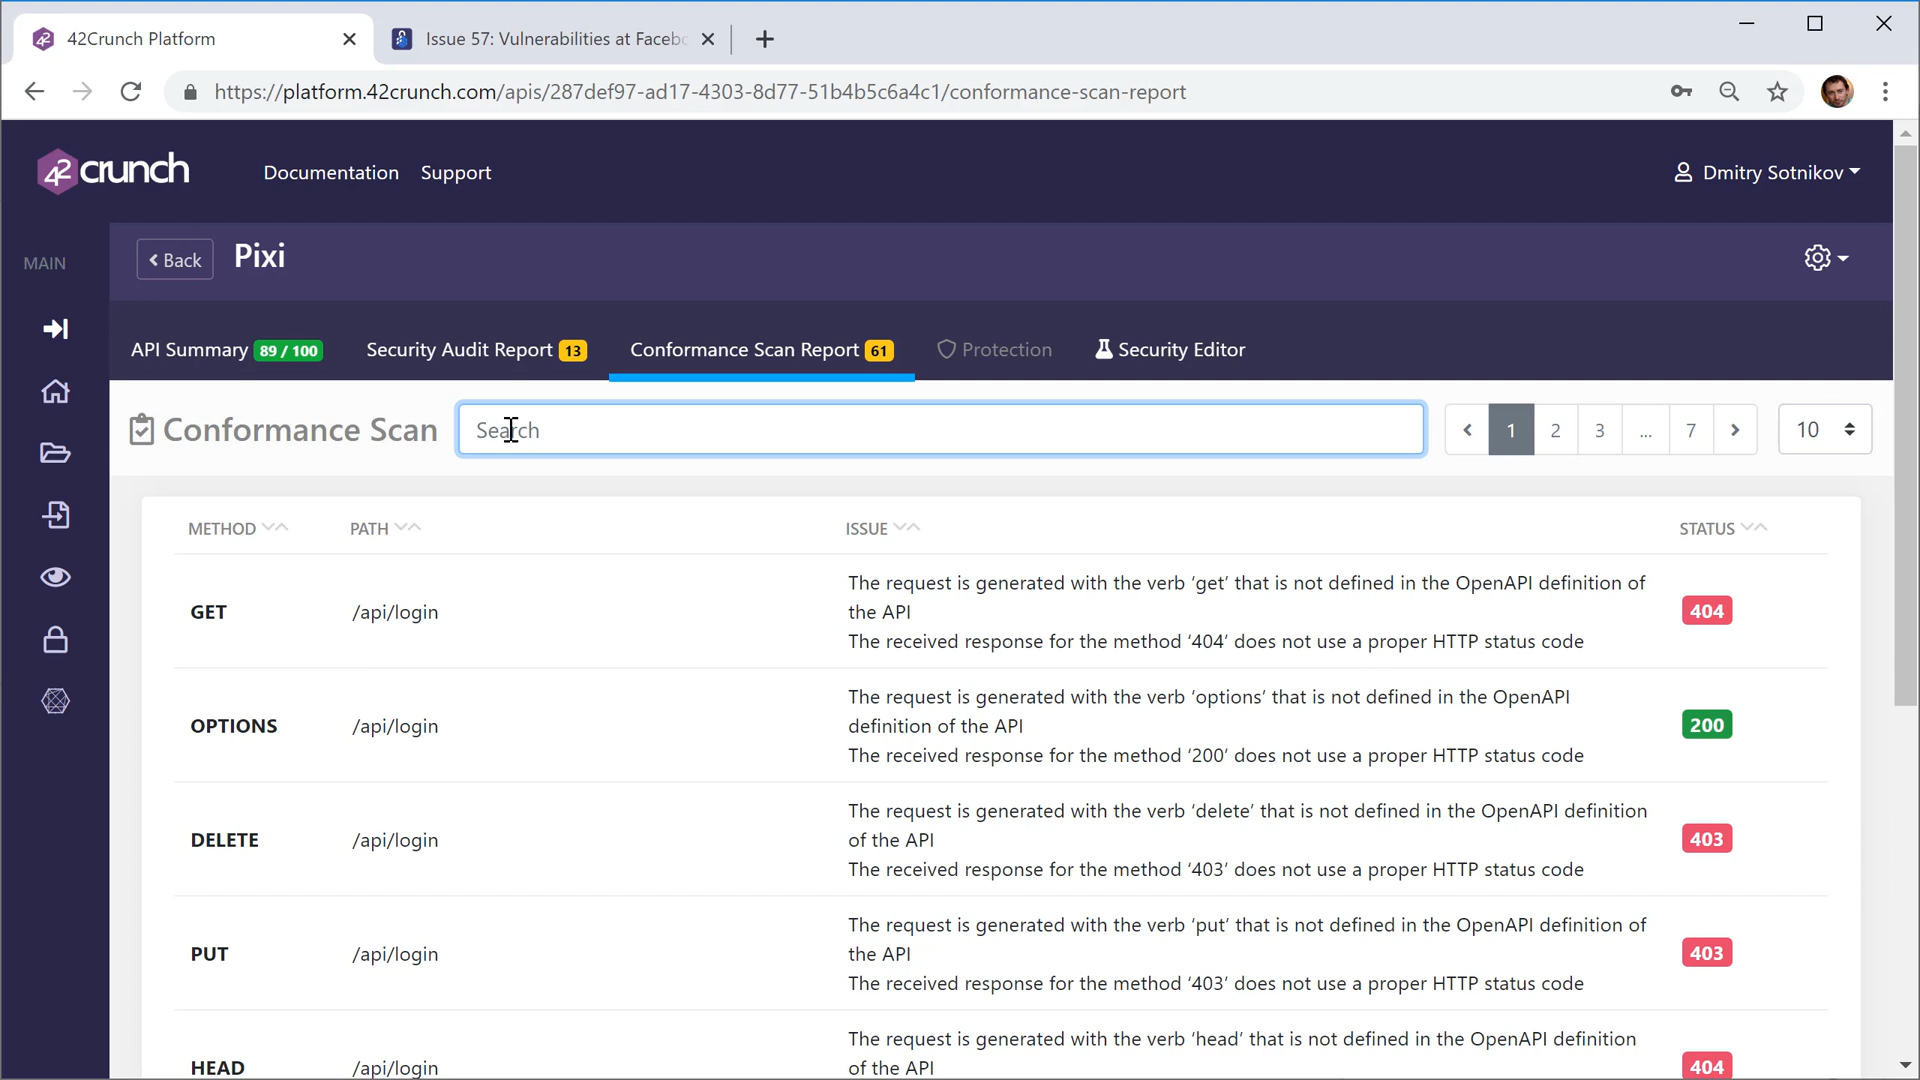 42Crunch Platform
Issue 57: Vulnerabilities at Facebo
https://platform.42crunch.com/apis/287def97-ad17-4303-8d77-51b4b5c6a4c1/conformance-scan-report
42crunch
Documentation
Support
Dmitry Sotnikov
MAIN
Back
Pixi
API Summary 89 / 100
Security Audit Report 13
Conformance Scan Report 61
Protection
Security Editor
Conformance Scan
Search
1 2 3 ... 7
10
METHOD PATH ISSUE STATUS
GET /api/login
The request is generated with the verb ‘get’ that is not defined in the OpenAPI definition of
the API
The received response for the method ‘404’ does not use a proper HTTP status code
404
OPTIONS /api/login
The request is generated with the verb ‘options’ that is not defined in the OpenAPI
definition of the API
The received response for the method ‘200’ does not use a proper HTTP status code
200
DELETE /api/login
The request is generated with the verb ‘delete’ that is not defined in the OpenAPI definition
of the API
The received response for the method ‘403’ does not use a proper HTTP status code
403
PUT /api/login
The request is generated with the verb ‘put’ that is not defined in the OpenAPI definition of
the API
The received response for the method ‘403’ does not use a proper HTTP status code
403
HEAD /api/login
The request is generated with the verb ‘head’ that is not defined in the OpenAPI definition
of the API
404